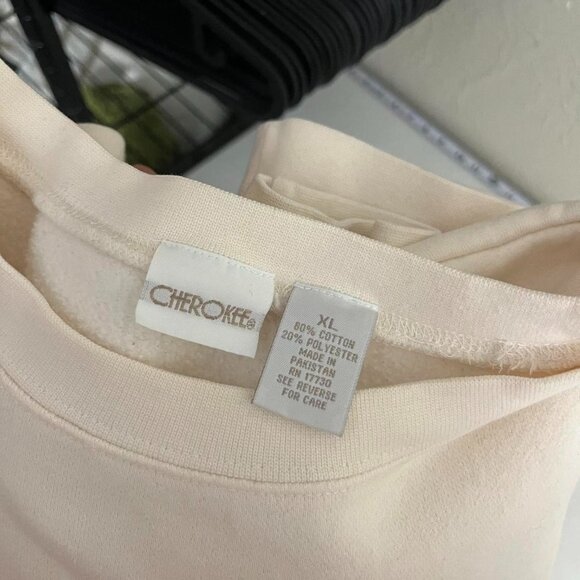 CHEROKEE®
XL
80% COTTON
20% POLYESTER
MADE IN
PAKISTAN
RN 17730
SEE REVERSE
FOR CARE